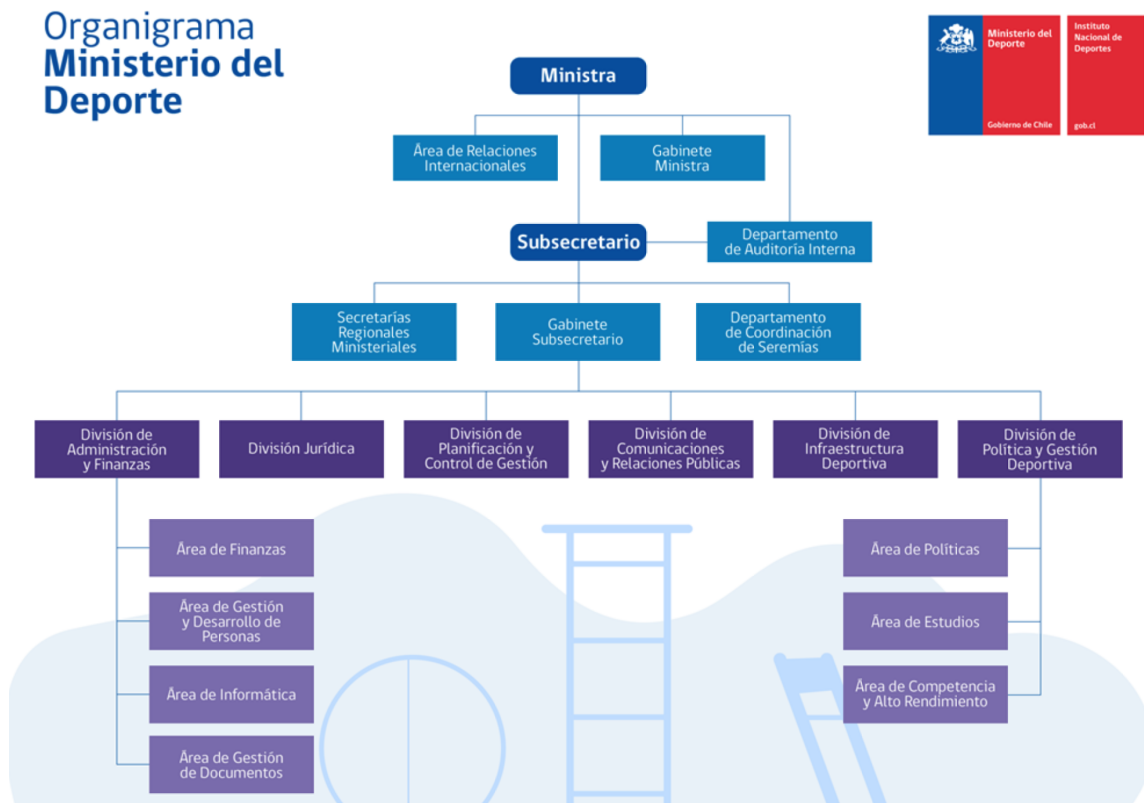 Organigrama
Ministerio del
Deporte
Ministerio del
Deporte
Gobierno de Chile
Instituto
Nacional de
Deportes
gob.cl
Ministra
Área de Relaciones
Internacionales
Gabinete
Ministra
Subsecretario
Departamento
de Auditoría Interna
Secretarías
Regionales
Ministeriales
Gabinete
Subsecretario
Departamento
de Coordinación
de Seremías
División de
Administración
y Finanzas
División Jurídica
División de
Planificación y
Control de Gestión
División de
Comunicaciones
y Relaciones Públicas
División de
Infraestructura
Deportiva
División de
Política y Gestión
Deportiva
Área de Finanzas
Área de Gestión
y Desarrollo de
Personas
Área de Informática
Área de Gestión
de Documentos
Área de Políticas
Área de Estudios
Área de Competencia
y Alto Rendimiento